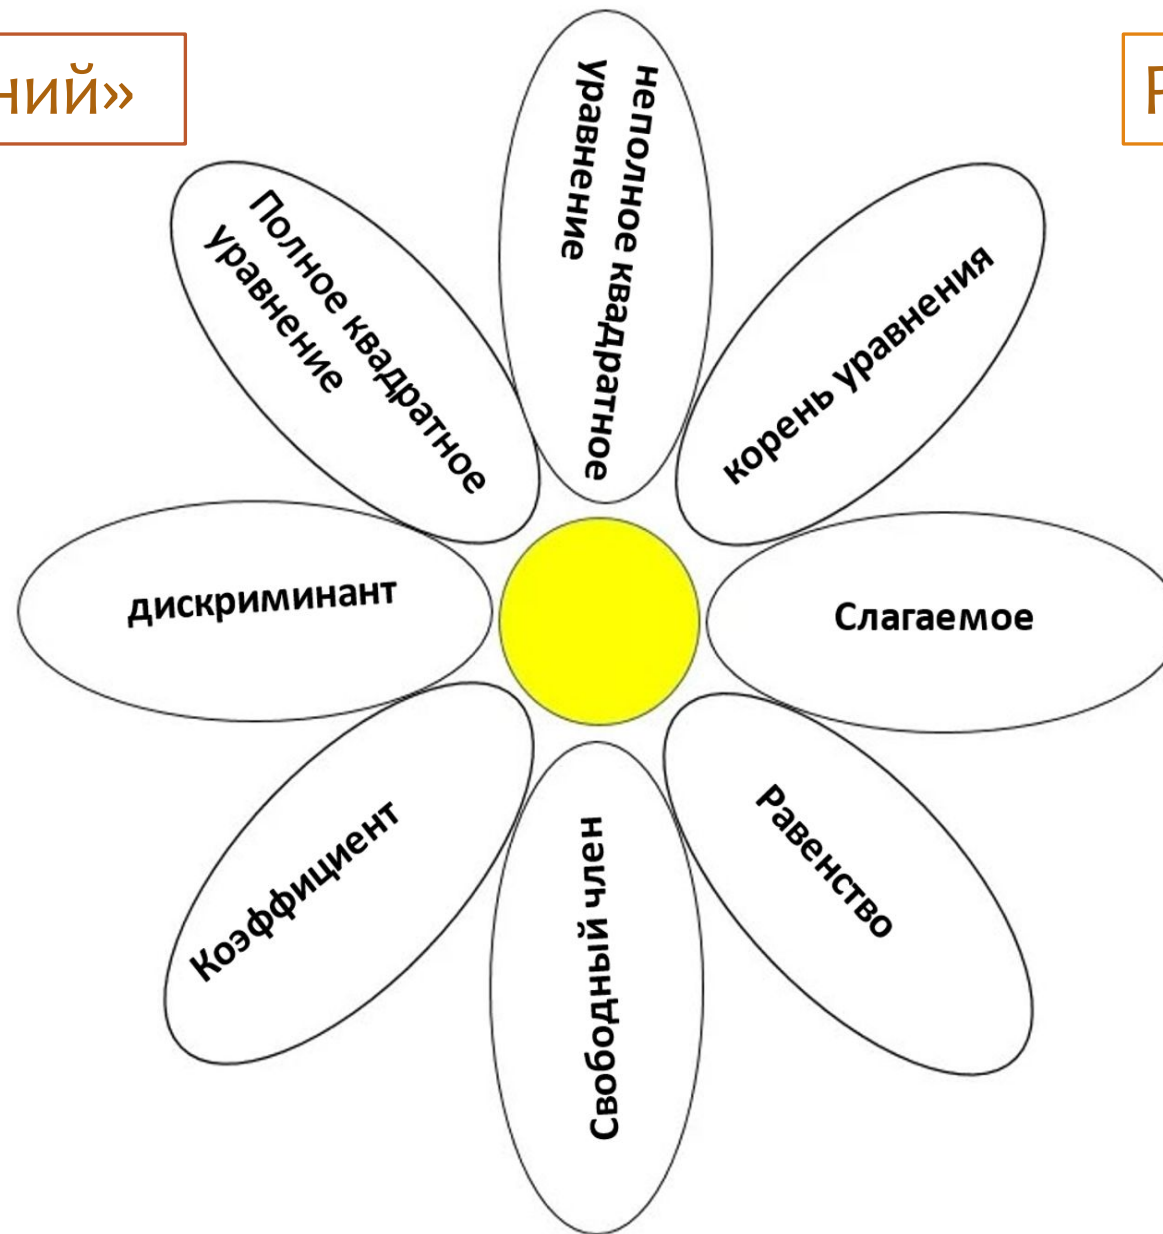 ний»
Р
неполное квадратное
уравнение
Полное квадратное
уравнение
корень уравнения
дискриминант
Слагаемое
Коэффициент
Свободный член
Равенство